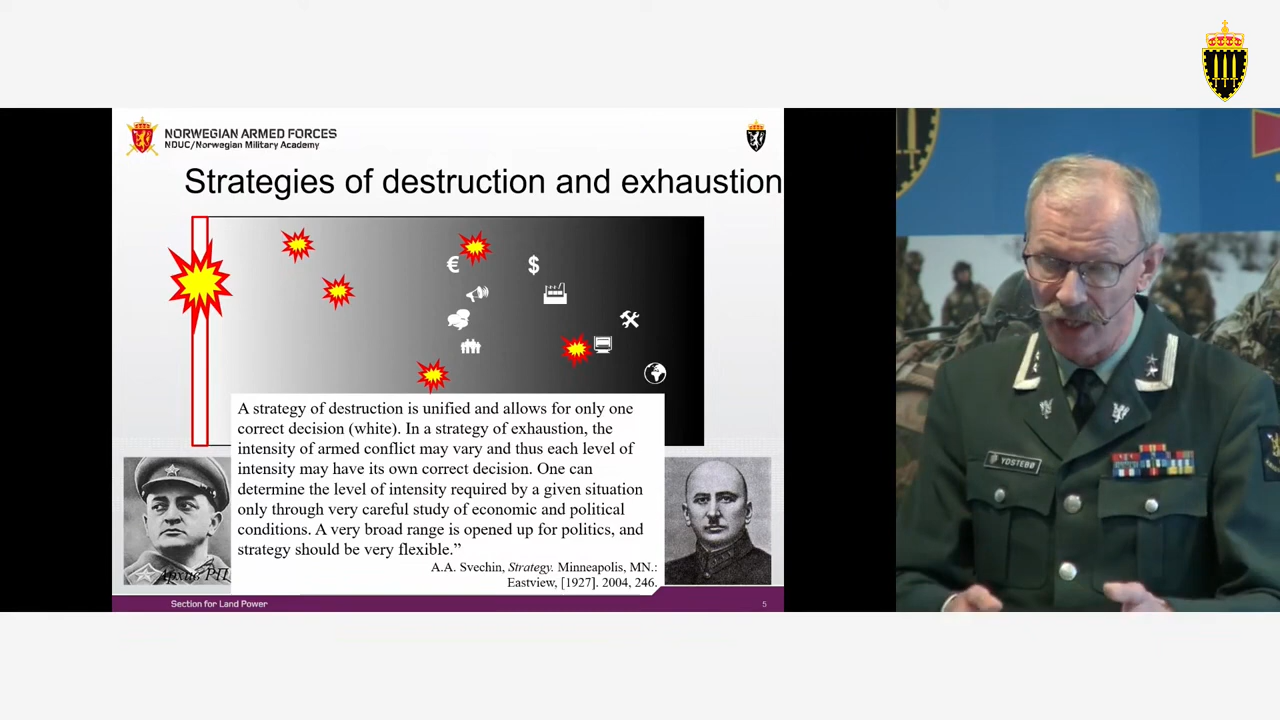 NORWEGIAN ARMED FORCES
NDUC/Norwegian Military Academy
Strategies of destruction and exhaustion
€
$
A strategy of destruction is unified and allows for only one
correct decision (white). In a strategy of exhaustion, the
intensity of armed conflict may vary and thus each level of
intensity may have its own correct decision. One can
determine the level of intensity required by a given situation
only through very careful study of economic and political
conditions. A very broad range is opened up for politics, and
strategy should be very flexible.”
A.A. Svechin, Strategy. Minneapolis, MN.:
Eastview, [1927]. 2004, 246.
Архив РП
Section for Land Power
5
YDSTEBØ